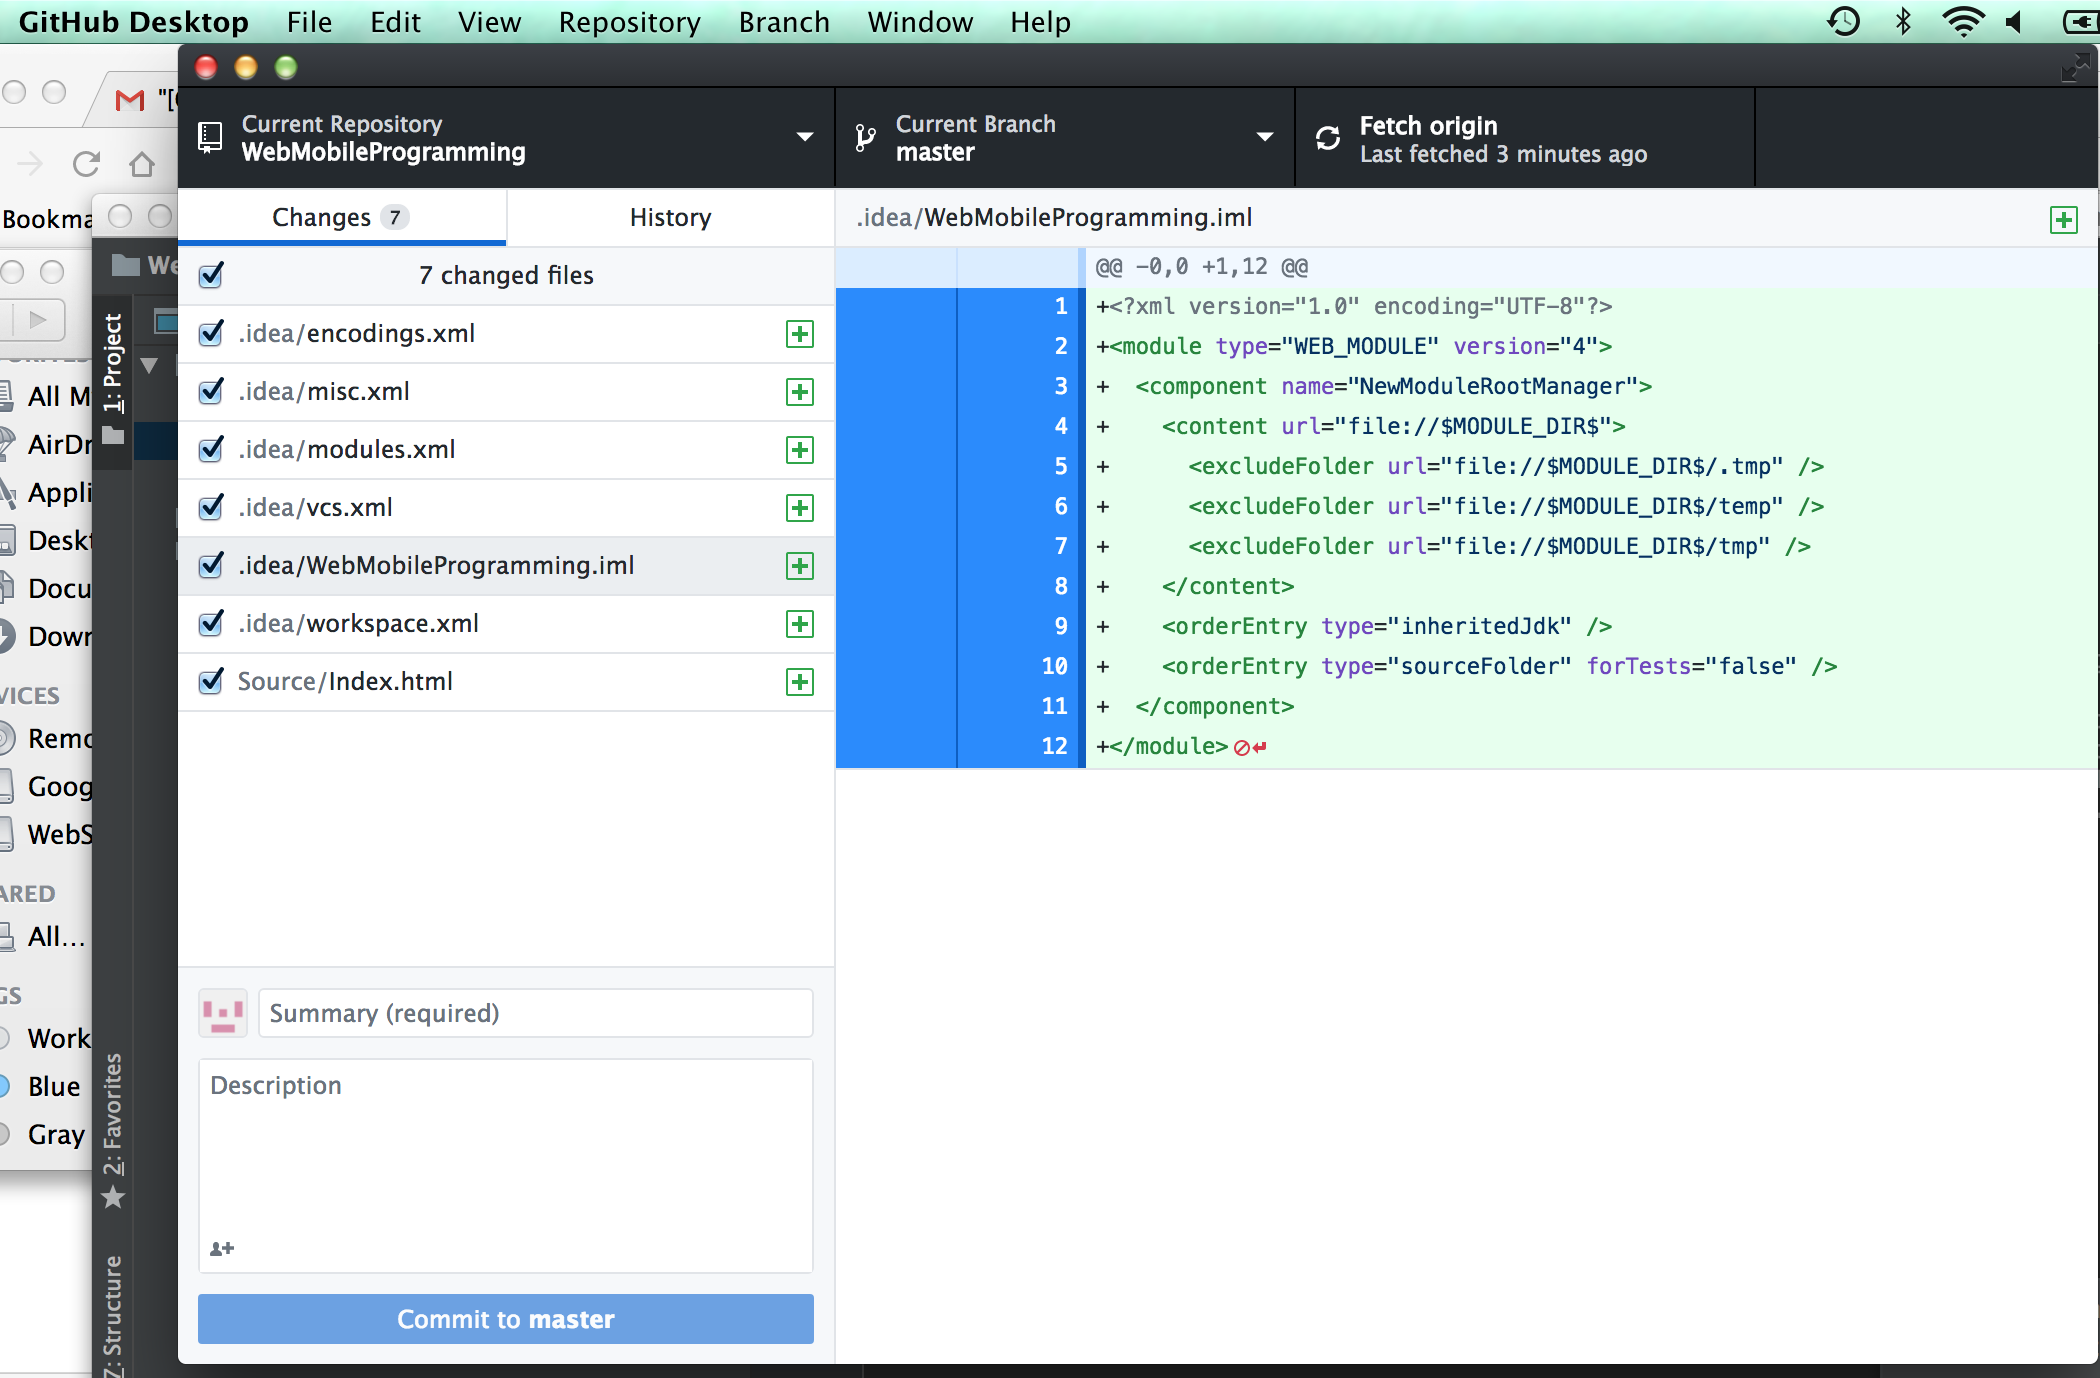 GitHub Desktop File Edit View Repository Branch Window Help
"[
Bookma
We
1: Project
All M
AirDr
Appli
Deskt
Docu
Down
VICES
Remo
Goog
WebS
ARED
All...
GS
Work
Blue
Gray
2: Favorites
7: Structure
Current Repository
WebMobileProgramming
Current Branch
master
Fetch origin
Last fetched 3 minutes ago
Changes 7
History
7 changed files
.idea/encodings.xml
.idea/misc.xml
.idea/modules.xml
.idea/vcs.xml
.idea/WebMobileProgramming.iml
.idea/workspace.xml
Source/Index.html
Summary (required)
Description
Commit to master
.idea/WebMobileProgramming.iml
@@ -0,0 +1,12 @@
1 +<?xml version="1.0" encoding="UTF-8"?>
2 +<module type="WEB_MODULE" version="4">
3 +  <component name="NewModuleRootManager">
4 +    <content url="file://$MODULE_DIR$">
5 +      <excludeFolder url="file://$MODULE_DIR$/.tmp" />
6 +      <excludeFolder url="file://$MODULE_DIR$/temp" />
7 +      <excludeFolder url="file://$MODULE_DIR$/tmp" />
8 +    </content>
9 +    <orderEntry type="inheritedJdk" />
10 +    <orderEntry type="sourceFolder" forTests="false" />
11 +  </component>
12 +</module>